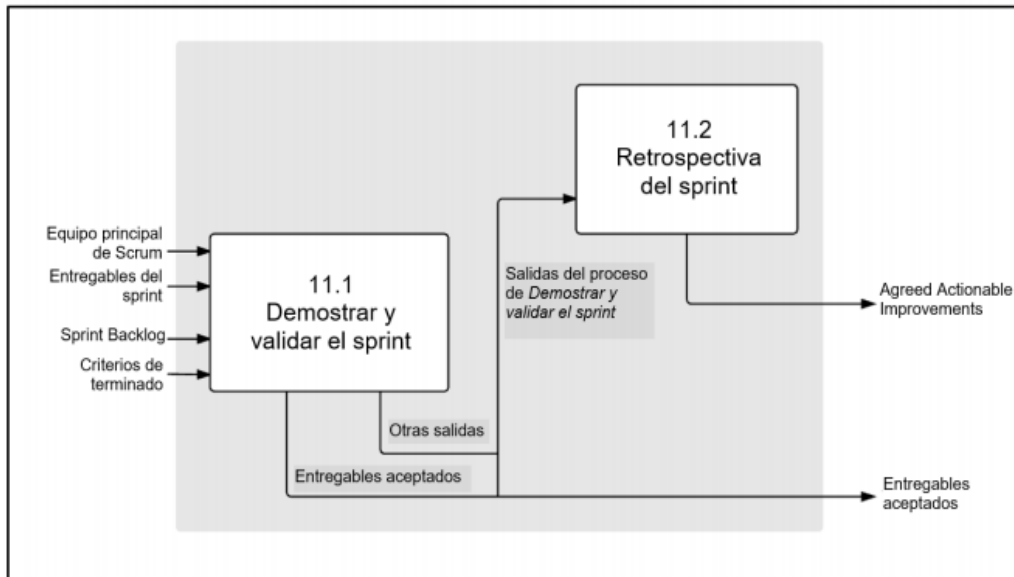 11.2
Retrospectiva
del sprint
Equipo principal
de Scrum
Entregables del
sprint
Sprint Backlog
Criterios de
terminado
11.1
Demostrar y
validar el sprint
Salidas del proceso
de Demostrar y
validar el sprint
Agreed Actionable
Improvements
Otras salidas
Entregables aceptados
Entregables
aceptados